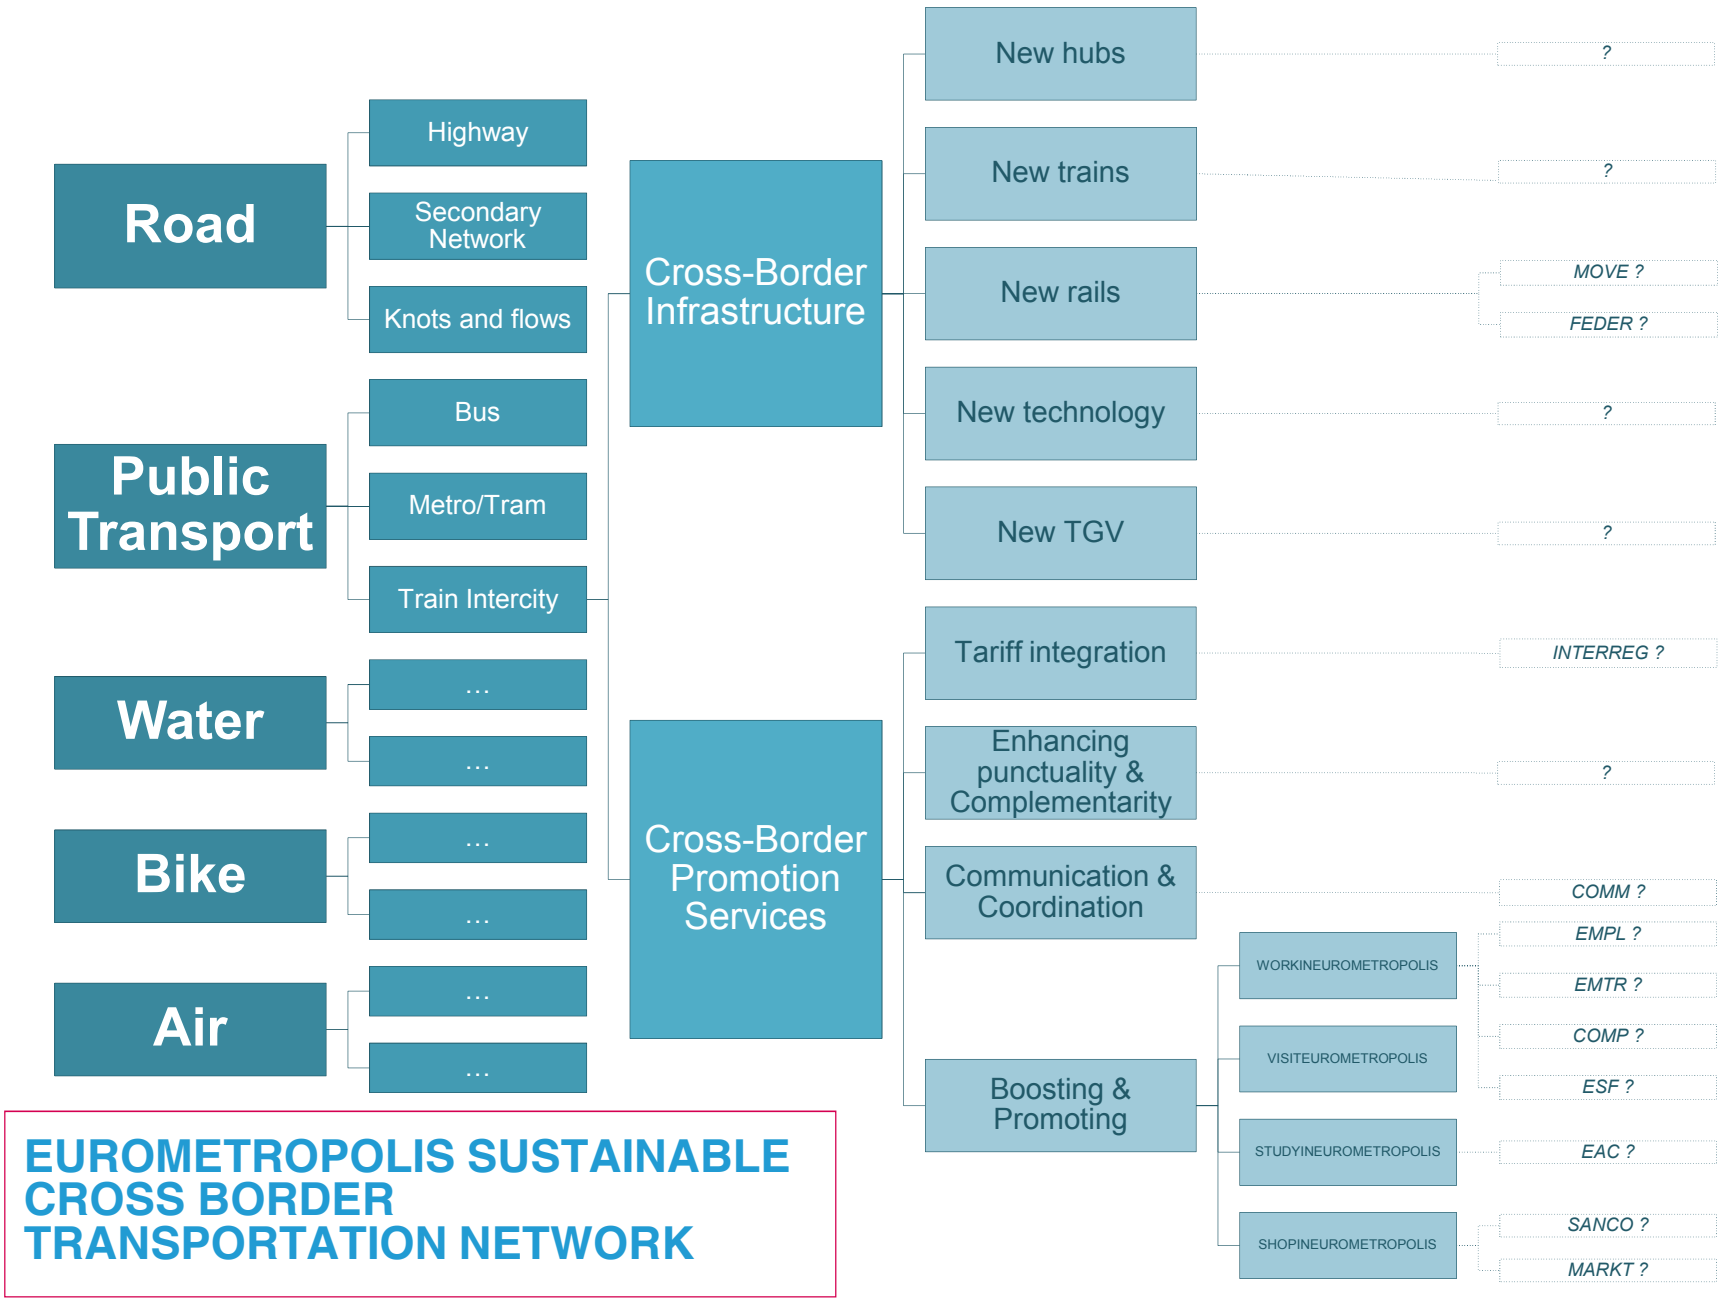 Road
Highway
Secondary
Network
Knots and flows
Public
Transport
Bus
Metro/Tram
Train Intercity
Water
...
...
Bike
...
...
Air
...
...
Cross-Border
Infrastructure
New hubs
?
New trains
?
New rails
MOVE ?
FEDER ?
New technology
?
New TGV
?
Cross-Border
Promotion
Services
Tariff integration
INTERREG ?
Enhancing
punctuality &
Complementarity
?
Communication &
Coordination
COMM ?
Boosting &
Promoting
WORKINEUROMETROPOLIS
EMPL ?
EMTR ?
COMP ?
ESF ?
VISITEUROMETROPOLIS
STUDYINEUROMETROPOLIS
EAC ?
SHOPINEUROMETROPOLIS
SANCO ?
MARKT ?
EUROMETROPOLIS SUSTAINABLE
CROSS BORDER
TRANSPORTATION NETWORK